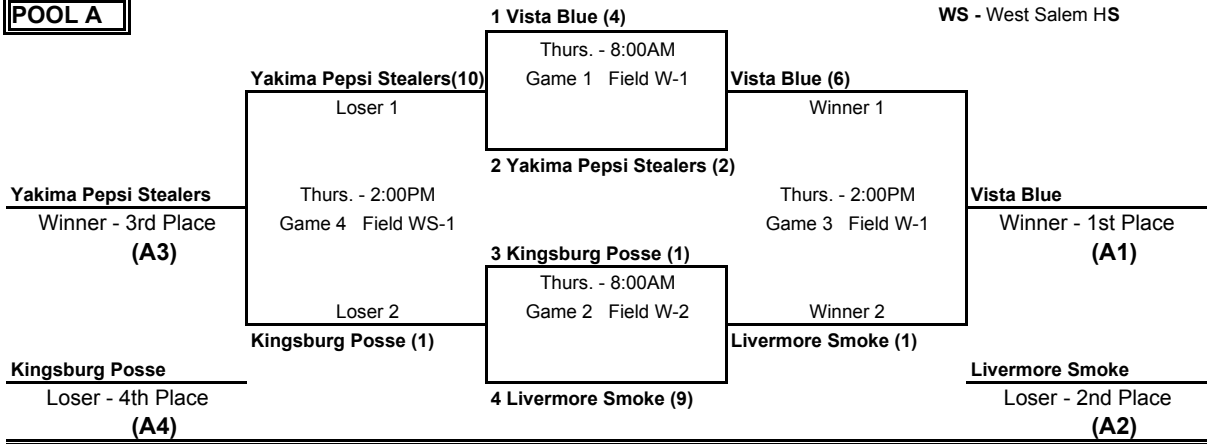 POOL A
1 Vista Blue (4)
WS - West Salem HS
Thurs. - 8:00AM
Yakima Pepsi Stealers(10)
Game 1 Field W-1
Vista Blue (6)
Loser 1
Winner 1
2 Yakima Pepsi Stealers (2)
Yakima Pepsi Stealers
Thurs. - 2:00PM
Thurs. - 2:00PM
Vista Blue
Winner - 3rd Place
Game 4 Field WS-1
Game 3 Field W-1
Winner - 1st Place
(A3)
3 Kingsburg Posse (1)
(A1)
Thurs. - 8:00AM
Loser 2
Game 2 Field W-2
Winner 2
Kingsburg Posse (1)
Livermore Smoke (1)
Kingsburg Posse
Livermore Smoke
Loser - 4th Place
4 Livermore Smoke (9)
Loser - 2nd Place
(A4)
(A2)